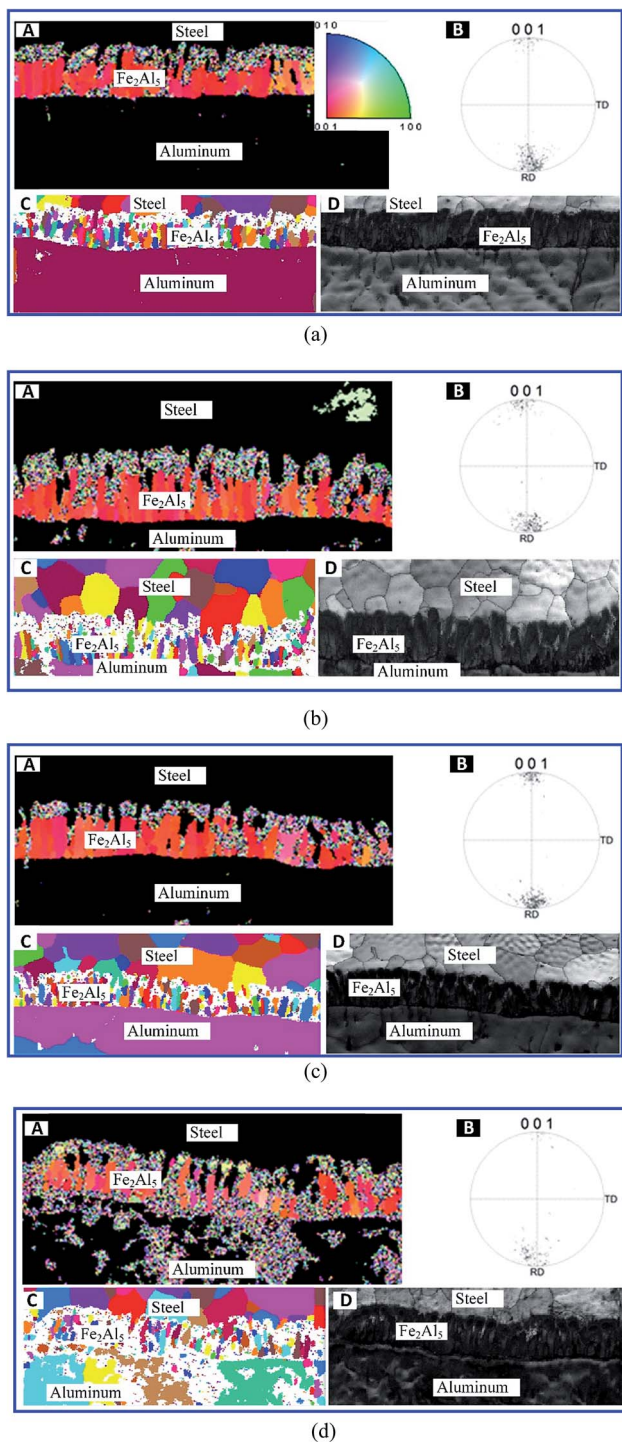 A
Steel
Fe₂Al₅
Aluminum
0 1 0
0 0 1
1 0 0
B
0 0 1
TD
RD
C
Steel
Fe₂Al₅
Aluminum
D
Steel
Fe₂Al₅
Aluminum
(a)
A
Steel
Fe₂Al₅
Aluminum
B
0 0 1
TD
RD
C
Steel
Fe₂Al₅
Aluminum
D
Steel
Fe₂Al₅
Aluminum
(b)
A
Steel
Fe₂Al₅
Aluminum
B
0 0 1
TD
RD
C
Steel
Fe₂Al₅
Aluminum
D
Steel
Fe₂Al₅
Aluminum
(c)
A
Steel
Fe₂Al₅
Aluminum
B
0 0 1
TD
RD
C
Steel
Fe₂Al₅
Aluminum
D
Steel
Fe₂Al₅
Aluminum
(d)